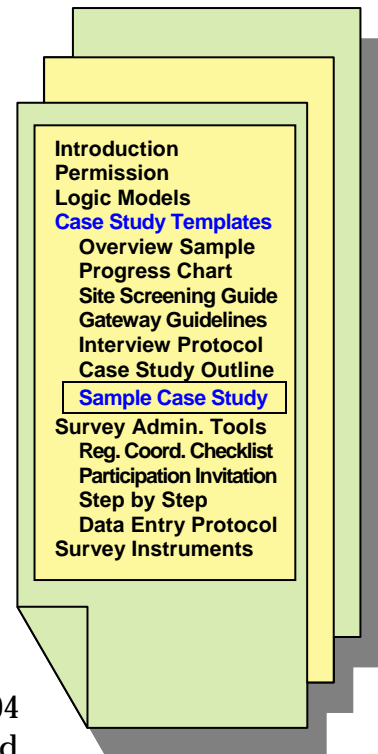 Introduction
Permission
Logic Models
Case Study Templates
Overview Sample
Progress Chart
Site Screening Guide
Gateway Guidelines
Interview Protocol
Case Study Outline
Sample Case Study
Survey Admin. Tools
Reg. Coord. Checklist
Participation Invitation
Step by Step
Data Entry Protocol
Survey Instruments